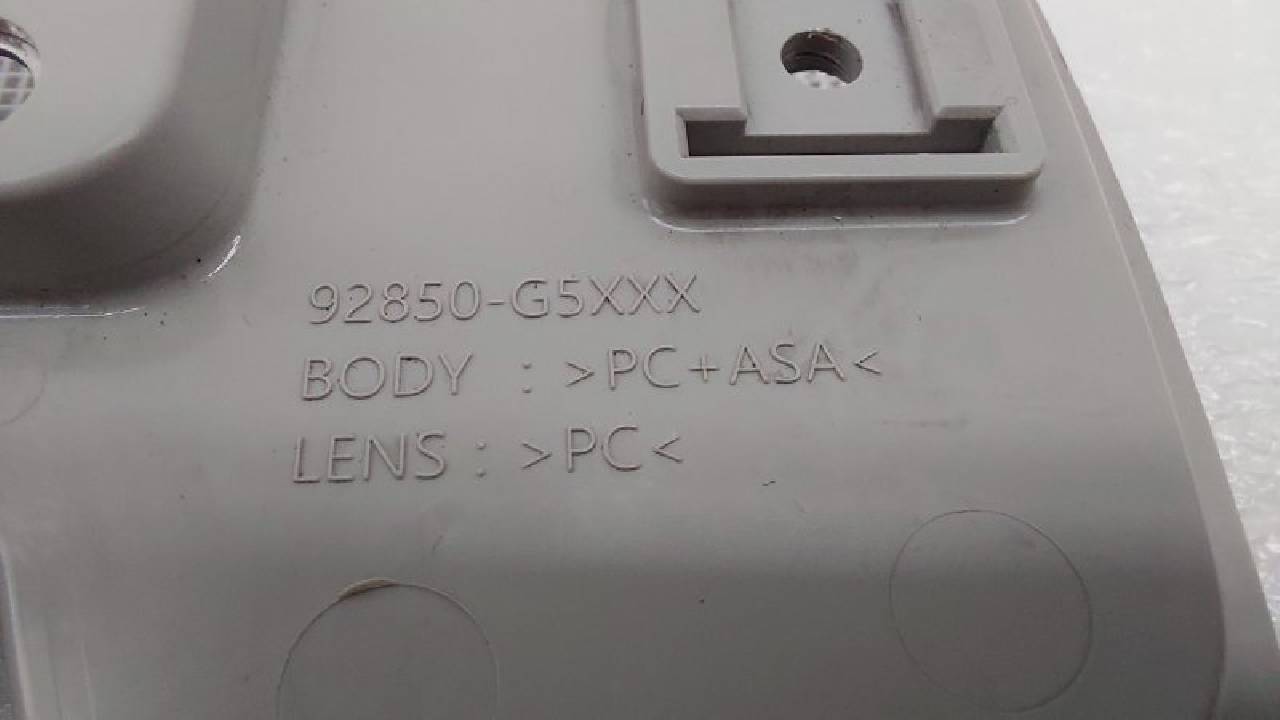 92850-G5XXX
BODY : >PC+ASA<
LENS : >PC<